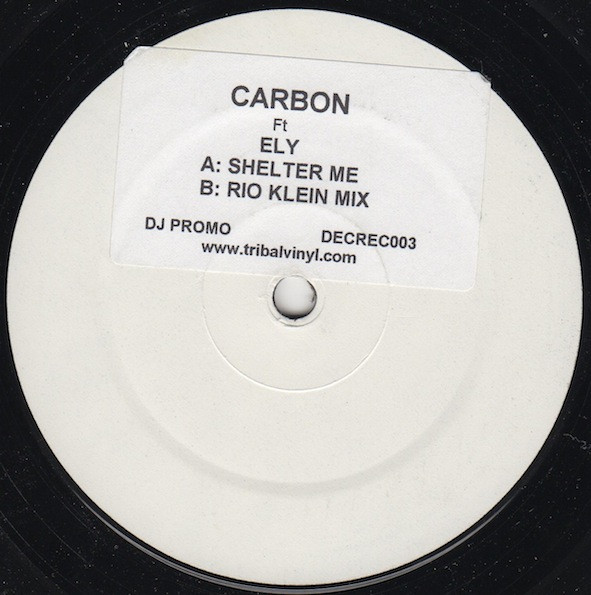 CARBON
Ft
ELY
A: SHELTER ME
B: RIO KLEIN MIX
DJ PROMO DECREC003
www.tribalvinyl.com